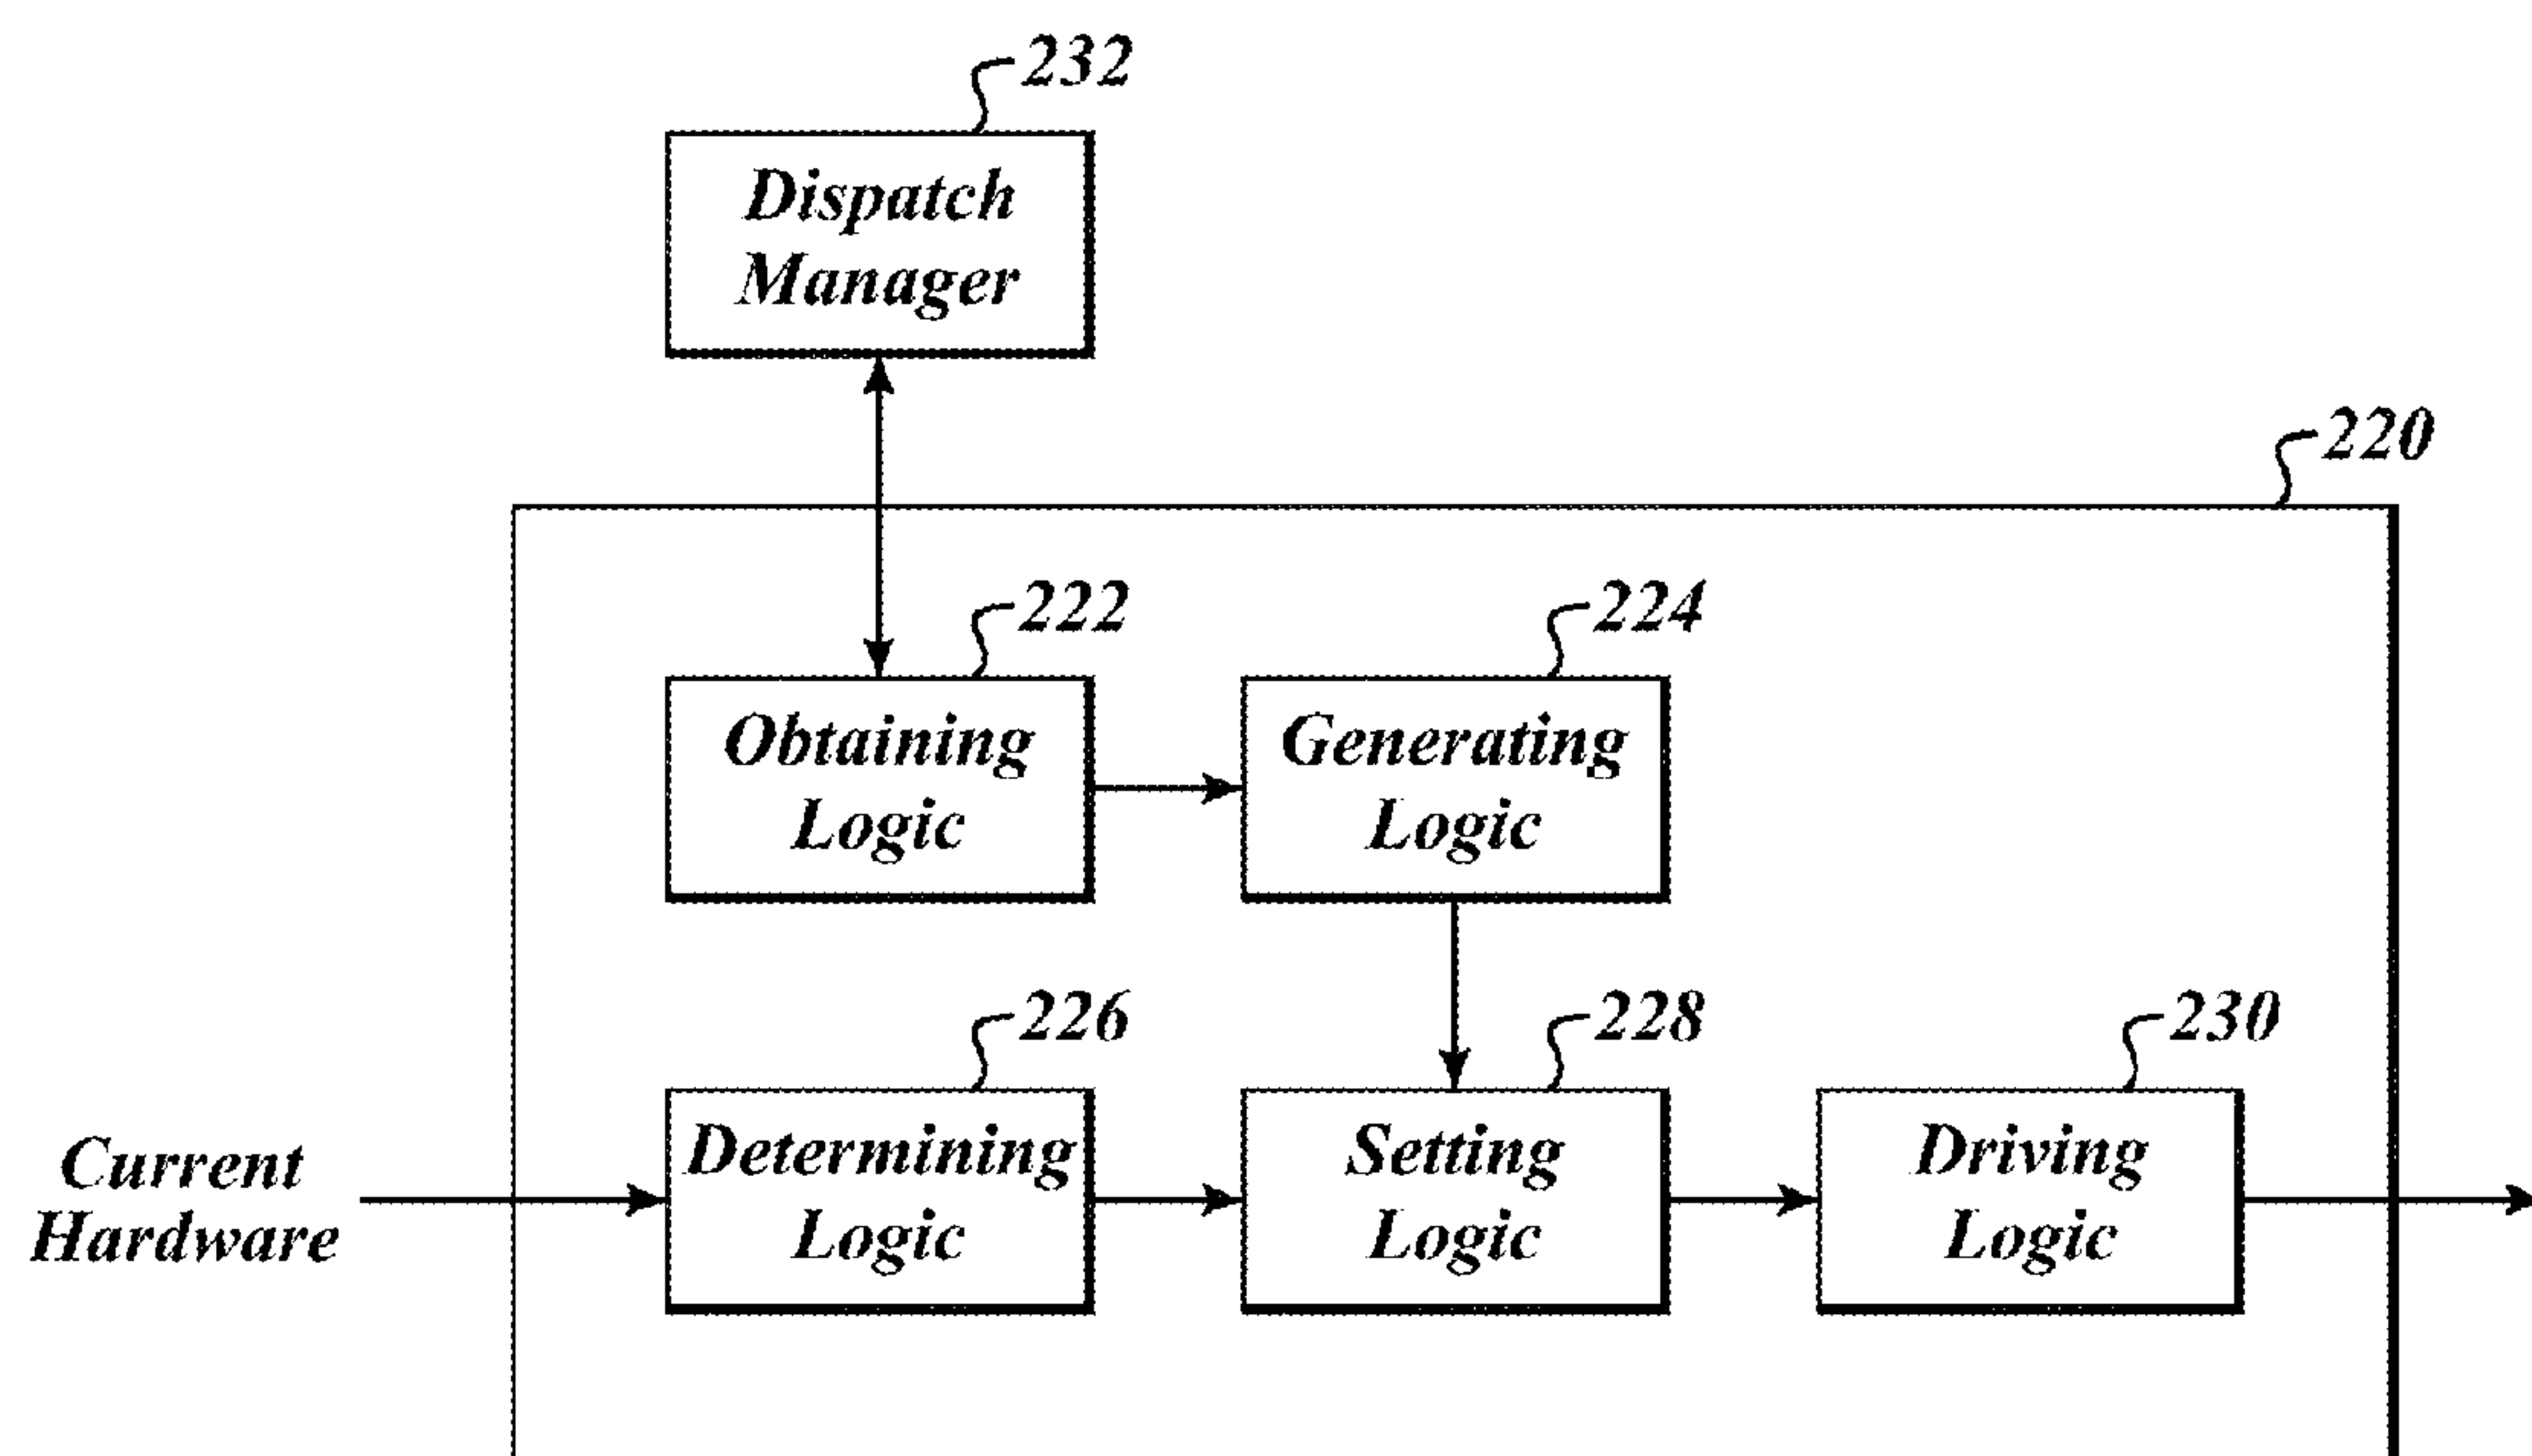 232
Dispatch
Manager
220
222
224
Obtaining
Logic
Generating
Logic
226
228
230
Current
Hardware
Determining
Logic
Setting
Logic
Driving
Logic